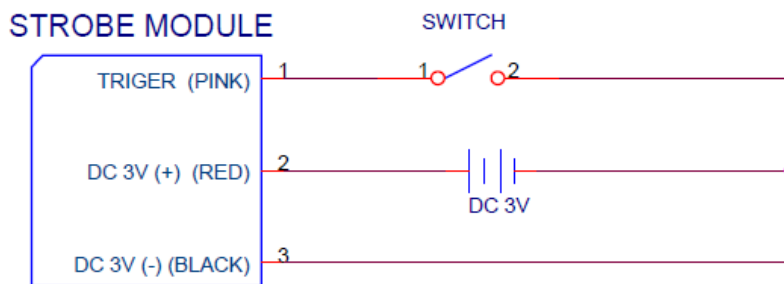 STROBE MODULE
SWITCH
TRIGER (PINK) 1
1 2
DC 3V (+) (RED) 2
DC 3V
DC 3V (-) (BLACK) 3